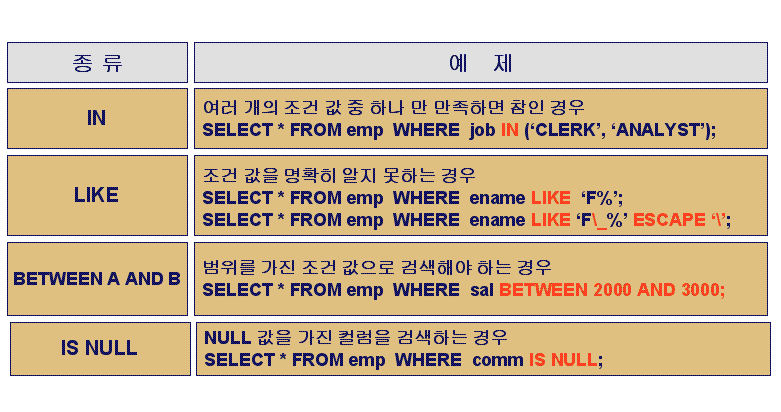 종 류
예 제
IN
여러 개의 조건 값 중 하나 만 만족하면 참인 경우
SELECT * FROM emp WHERE job IN (‘CLERK’, ‘ANALYST’);
LIKE
조건 값을 명확히 알지 못하는 경우
SELECT * FROM emp WHERE ename LIKE ‘F%’;
SELECT * FROM emp WHERE ename LIKE ‘F\_%’ ESCAPE ‘\’;
BETWEEN A AND B
범위를 가진 조건 값으로 검색해야 하는 경우
SELECT * FROM emp WHERE sal BETWEEN 2000 AND 3000;
IS NULL
NULL 값을 가진 컬럼을 검색하는 경우
SELECT * FROM emp WHERE comm IS NULL;